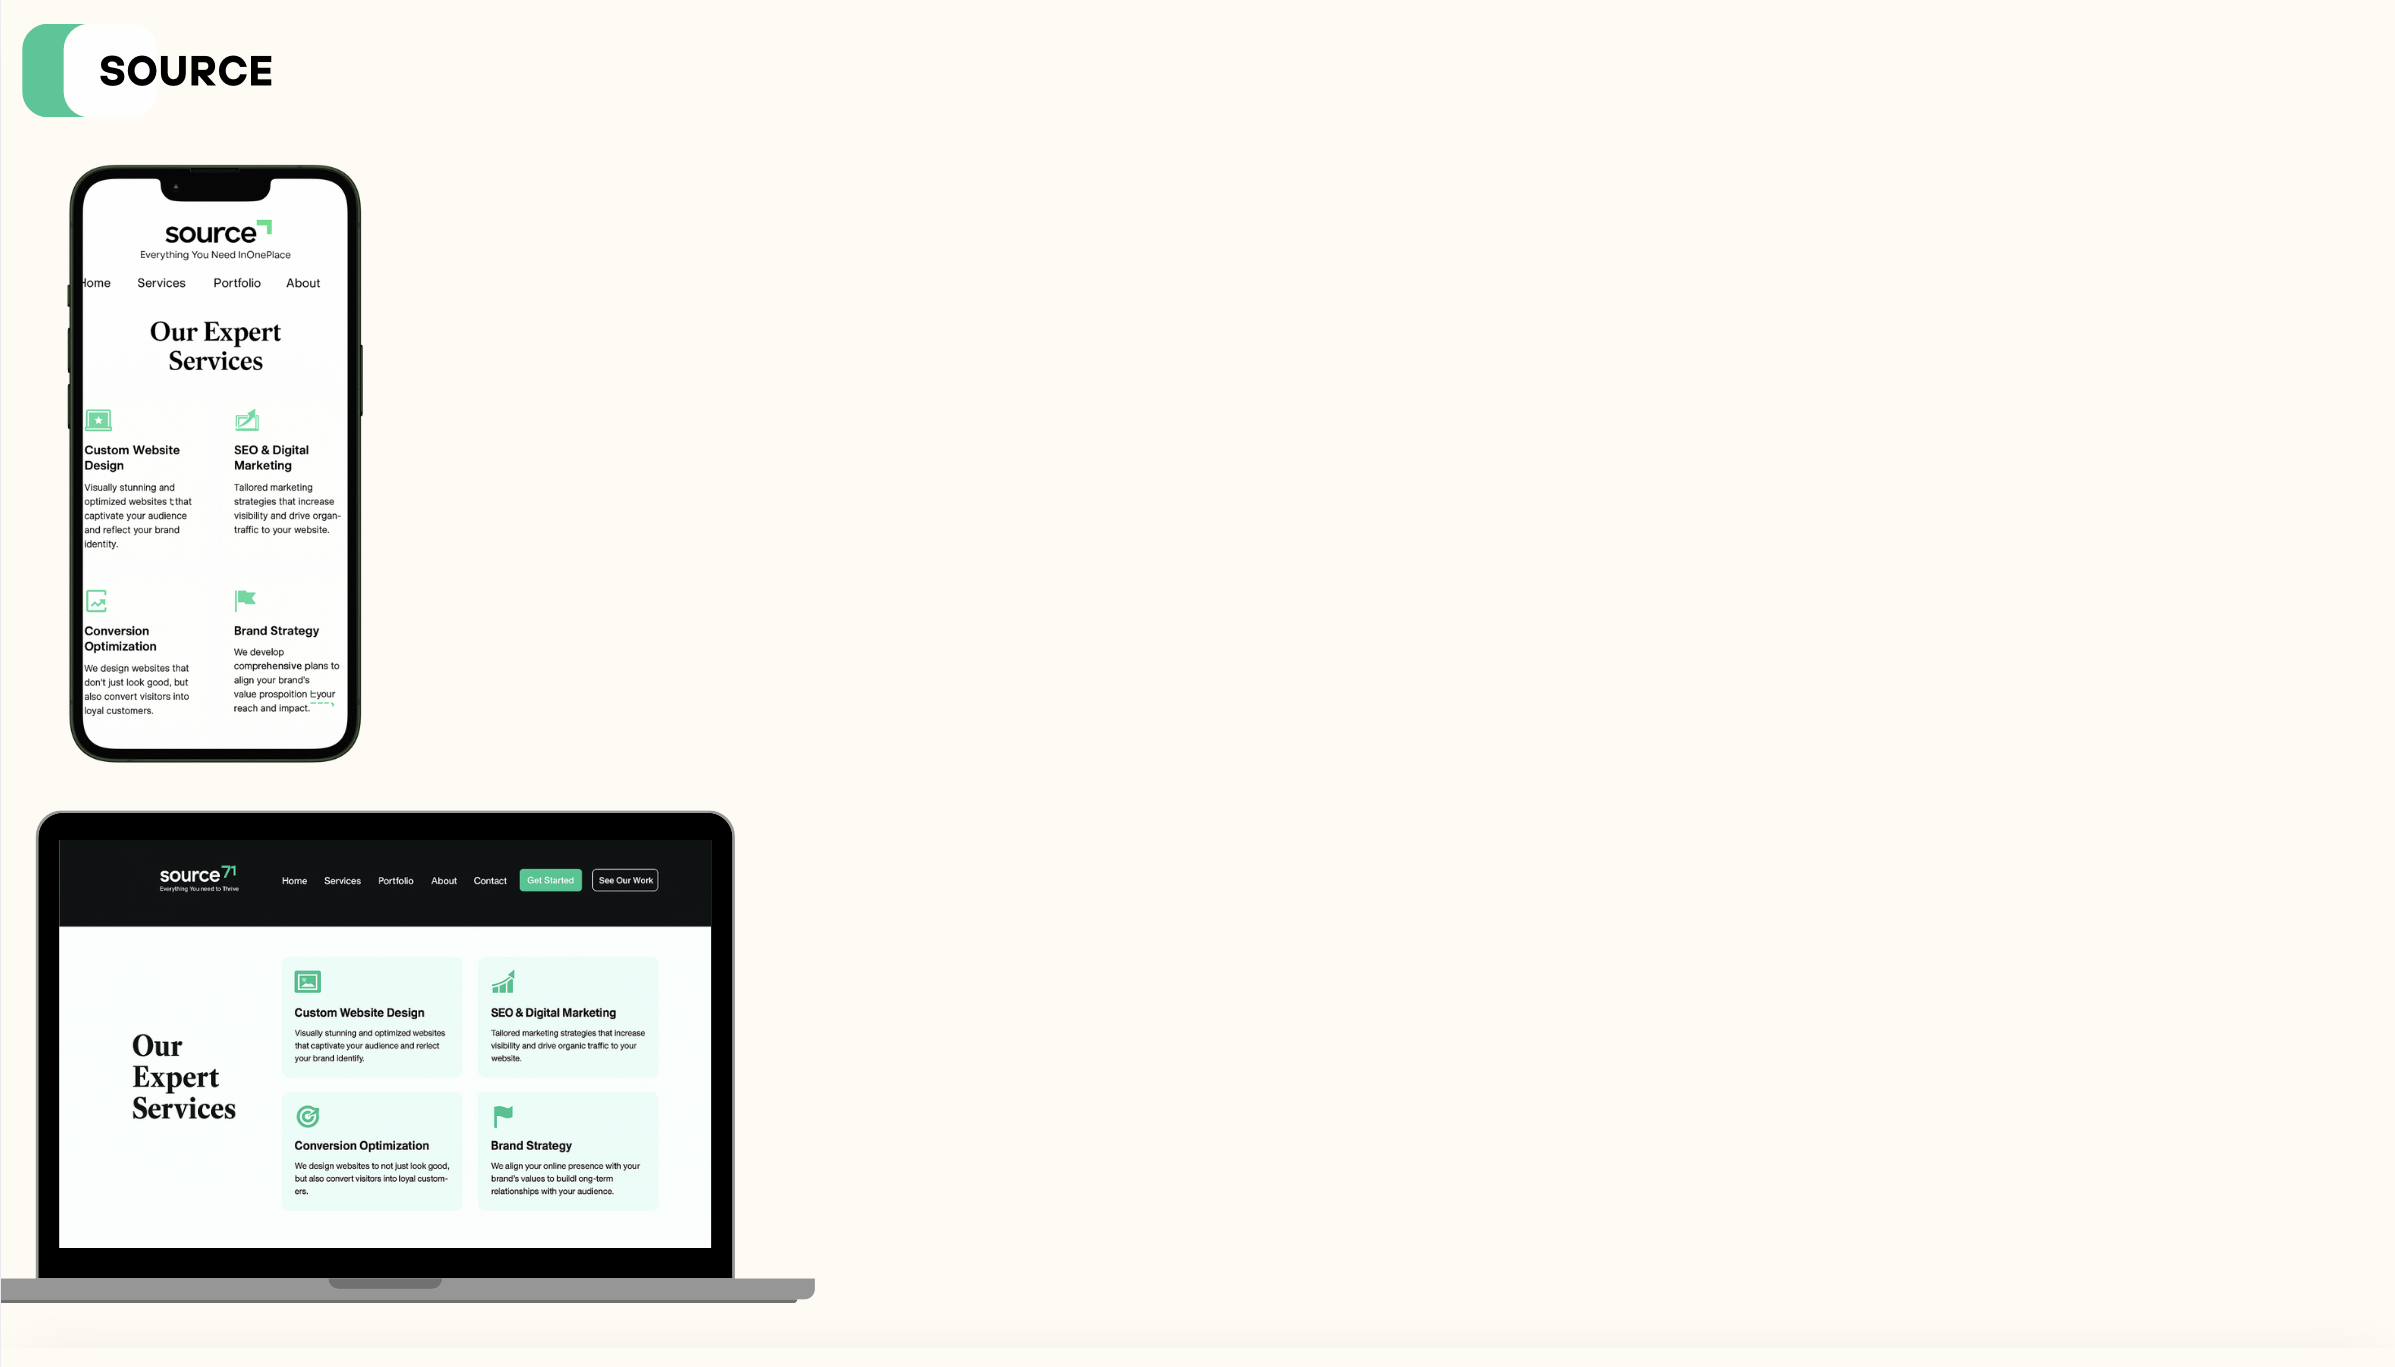 SOURCE
source
Everything You Need InOnePlace
Home Services Portfolio About
Our Expert
Services
Custom Website
Design
Visually stunning and
optimized websites t:that
captivate your audience
and reflect your brand
identity.
SEO & Digital
Marketing
Tailored marketing
strategies that increase
visibility and drive organ-
traffic to your website.
Conversion
Optimization
We design websites that
don't just look good, but
also convert visitors into
loyal customers.
Brand Strategy
We develop
comprehensive plans to
align your brand's
value prospoition your
reach and impact.
source 71
Everything You need to Thrive
Home Services Portfolio About Contact Get Started See Our Work
Our
Expert
Services
Custom Website Design
Visually stunning and optimized websites
that captivate your audience and rerlect
your brand identify.
SEO & Digital Marketing
Tailored marketing strategies that increase
visibility and drive organic traffic to your
website.
Conversion Optimization
We design websites to not just look good,
but also convert visitors into loyal custom-
ers.
Brand Strategy
We align your online presence with your
brand's values to buildl ong-term
relationships with your audience.